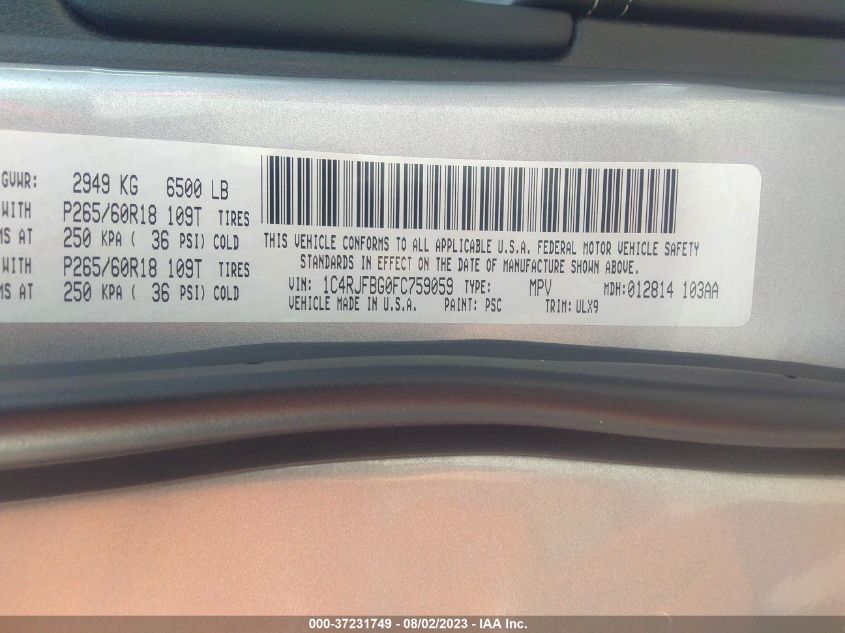 GVWR: 2949 KG 6500 LB
WITH P265/60R18 109T TIRES
MS AT 250 KPA ( 36 PSI) COLD
WITH P265/60R18 109T TIRES
MS AT 250 KPA ( 36 PSI) COLD
THIS VEHICLE CONFORMS TO ALL APPLICABLE U.S.A. FEDERAL MOTOR VEHICLE SAFETY
STANDARDS IN EFFECT ON THE DATE OF MANUFACTURE SHOWN ABOVE.
VIN: 1C4RJFBG0FC759059 TYPE: MPV MDH:012814 103AA
VEHICLE MADE IN U.S.A. PAINT: PSC TRIM: ULX9
000-37231749 - 08/02/2023 - IAA Inc.